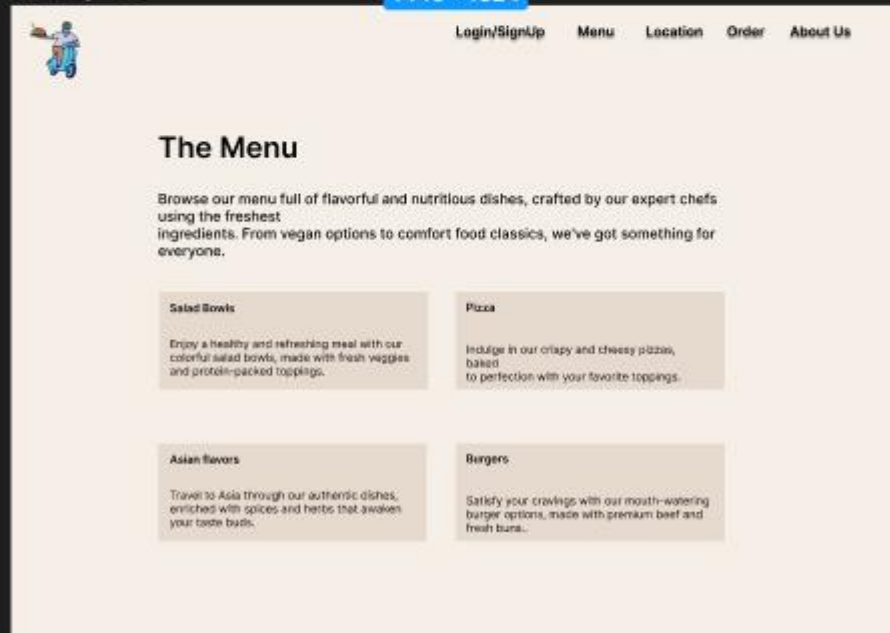 Login/SignUp Menu Location Order About Us
The Menu
Browse our menu full of flavorful and nutritious dishes, crafted by our expert chefs
using the freshest
ingredients. From vegan options to comfort food classics, we've got something for
everyone.
Salad Bowls
Enjoy a healthy and refreshing meal with our
colorful salad bowls, made with fresh veggies
and protein-packed toppings.
Pizza
Indulge in our crispy and cheesy pizzas,
baked
to perfection with your favorite toppings.
Asian flavors
Travel to Asia through our authentic dishes,
enriched with spices and herbs that awaken
your taste buds.
Burgers
Satisfy your cravings with our mouth-watering
burger options, made with premium beef and
fresh buns..